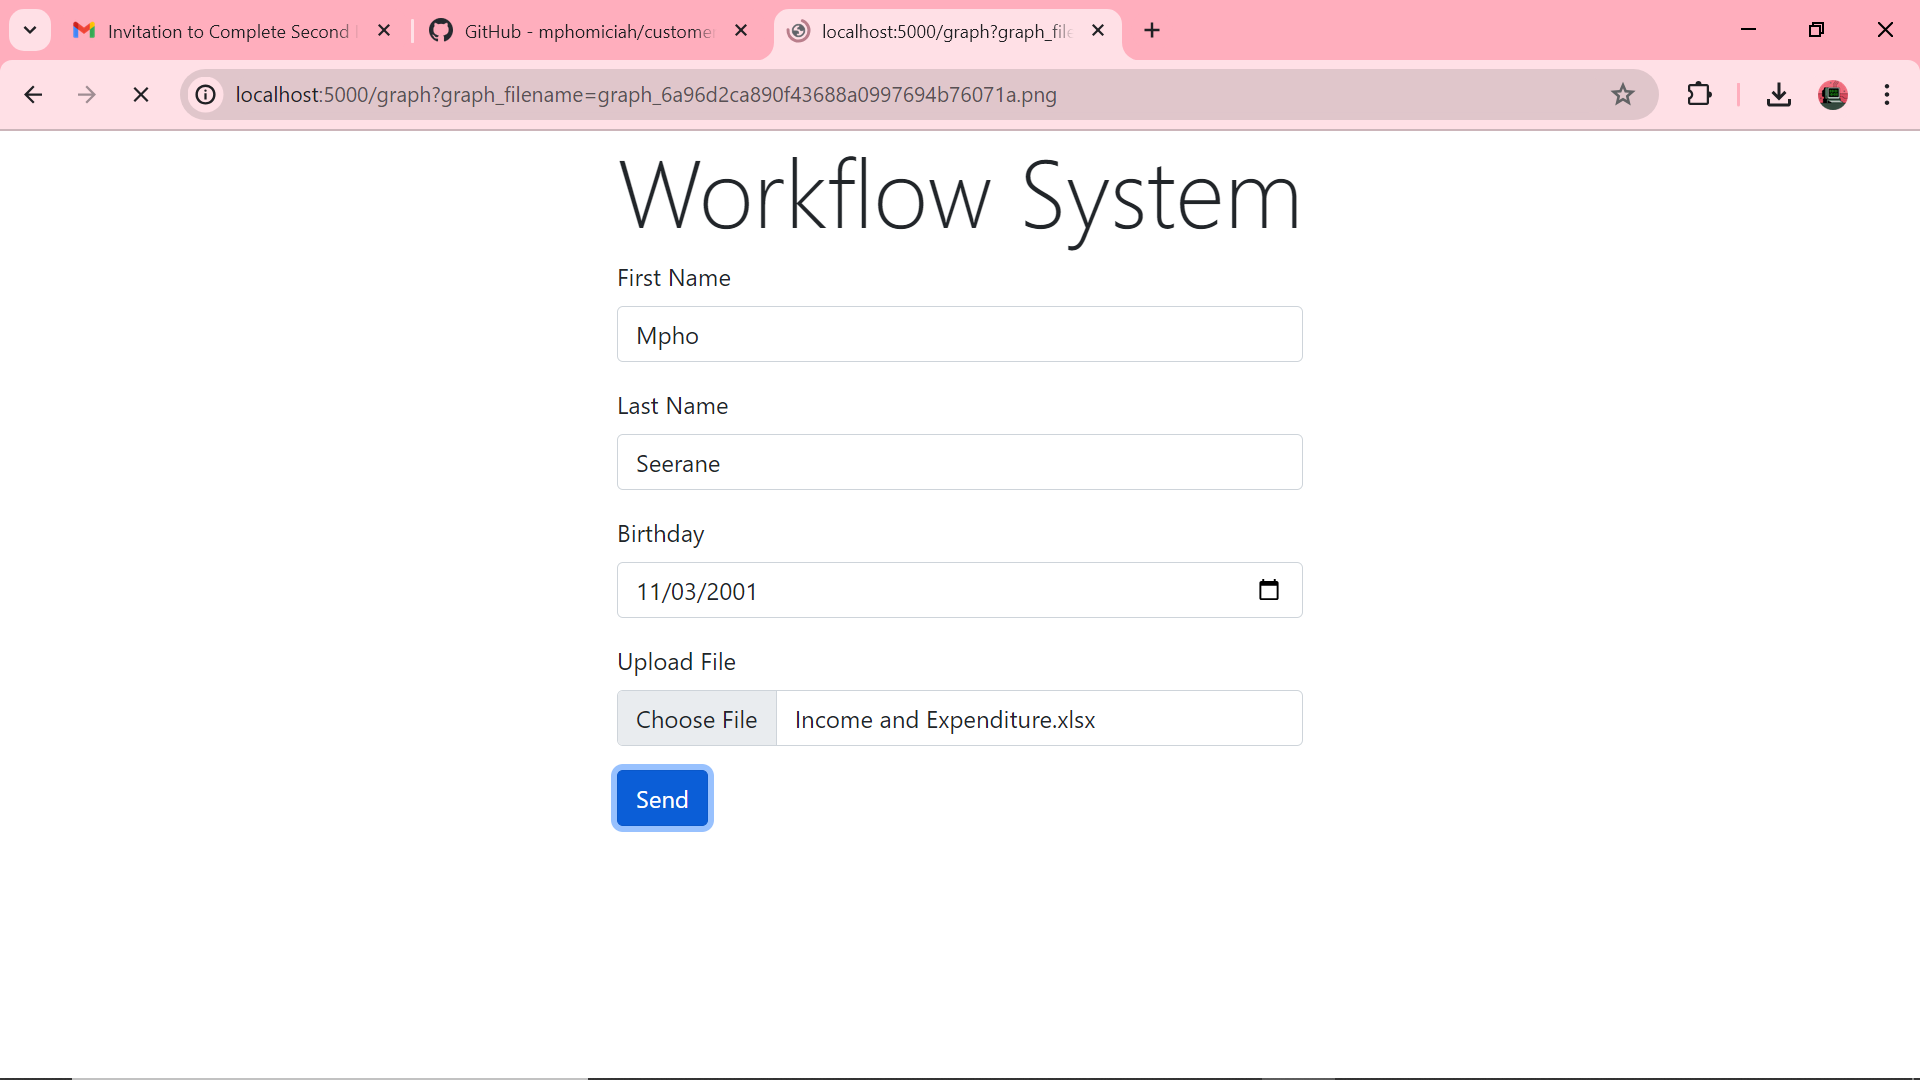 Invitation to Complete Second
GitHub - mphomiciah/custome
localhost:5000/graph?graph_file
localhost:5000/graph?graph_filename=graph_6a96d2ca890f43688a0997694b76071a.png
Workflow System
First Name
Mpho
Last Name
Seerane
Birthday
11/03/2001
Upload File
Choose File
Income and Expenditure.xlsx
Send